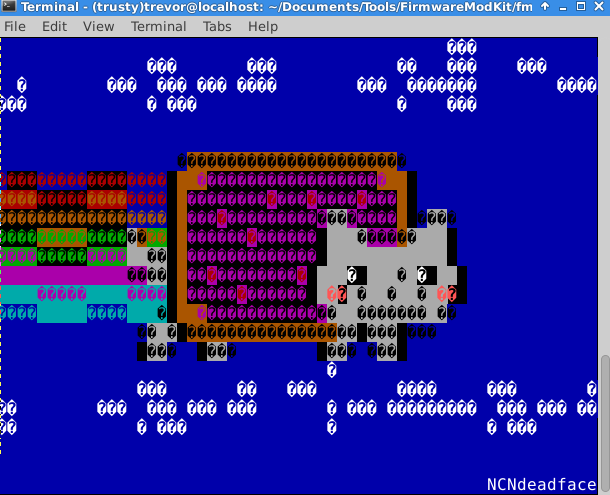 Terminal - (trusty)trevor@localhost: ~/Documents/Tools/FirmwareModKit/fm
File Edit View Terminal Tabs Help
NCNdeadface